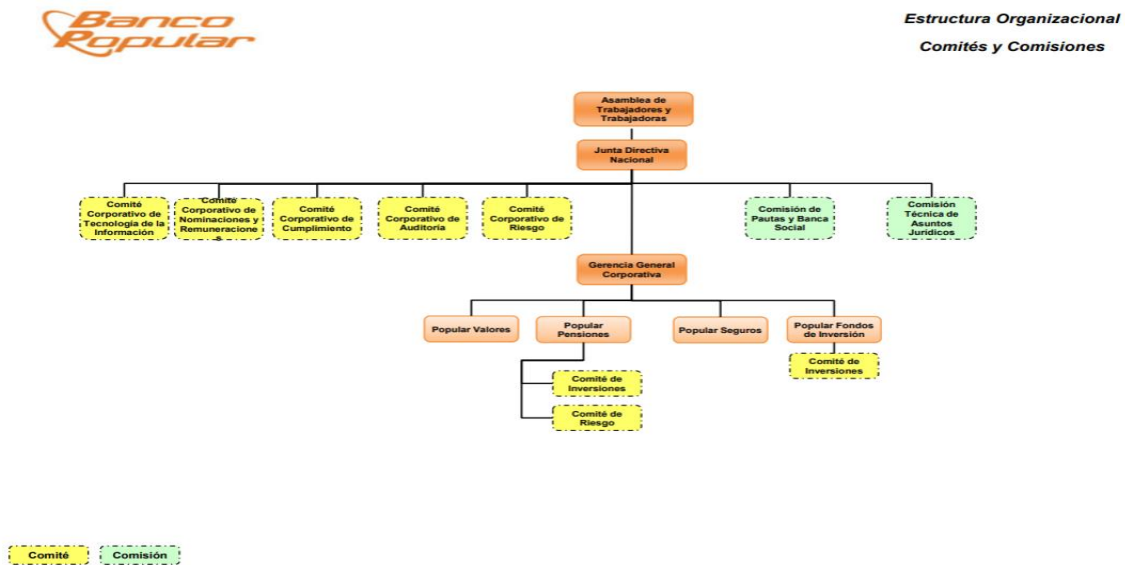 Banco
Popular
Estructura Organizacional
Comités y Comisiones
Asamblea de
Trabajadores y
Trabajadoras
Junta Directiva
Nacional
Comité
Corporativo de
Tecnología de la
Información
Comité
Corporativo de
Nominaciones y
Remuneracione
s
Comité
Corporativo de
Cumplimiento
Comité
Corporativo de
Auditoría
Comité
Corporativo de
Riesgo
Comisión de
Pautas y Banca
Social
Comisión
Técnica de
Asuntos
Jurídicos
Gerencia General
Corporativa
Popular Valores
Popular
Pensiones
Popular Seguros
Popular Fondos
de Inversión
Comité de
Inversiones
Comité de
Riesgo
Comité de
Inversiones
Comité
Comisión